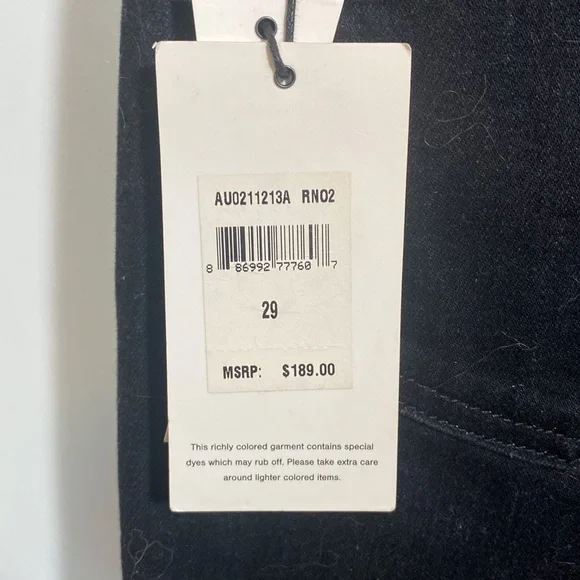 AU0211213A RN02
8 86992 77760 7
29
MSRP: $189.00
This richly colored garment contains special
dyes which may rub off. Please take extra care
around lighter colored items.